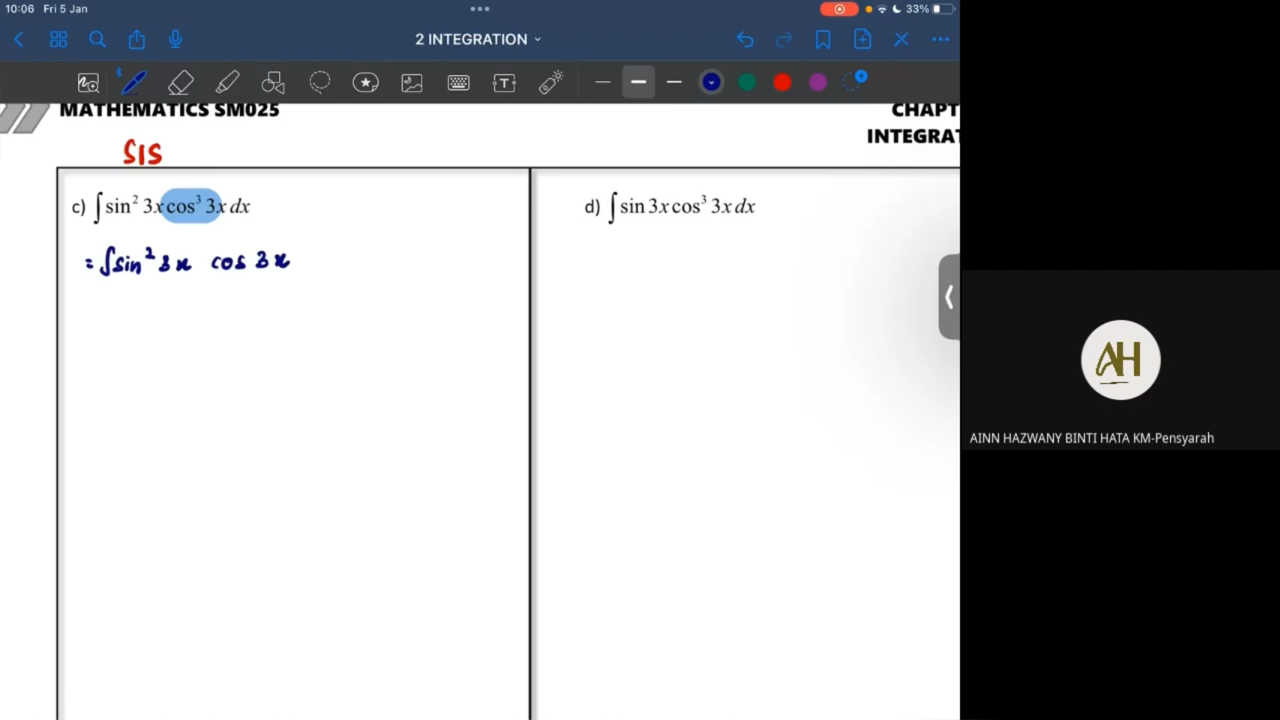 10:06 Fri 5 Jan
33%
2 INTEGRATION
MATHEMATICS SM025
CHAPT
INTEGRAT
SIS
c) ∫ sin² 3x cos³ 3x dx
= ∫ sin² 3x cos 3x
d) ∫ sin 3x cos³ 3x dx
AH
AINN HAZWANY BINTI HATA KM-Pensyarah